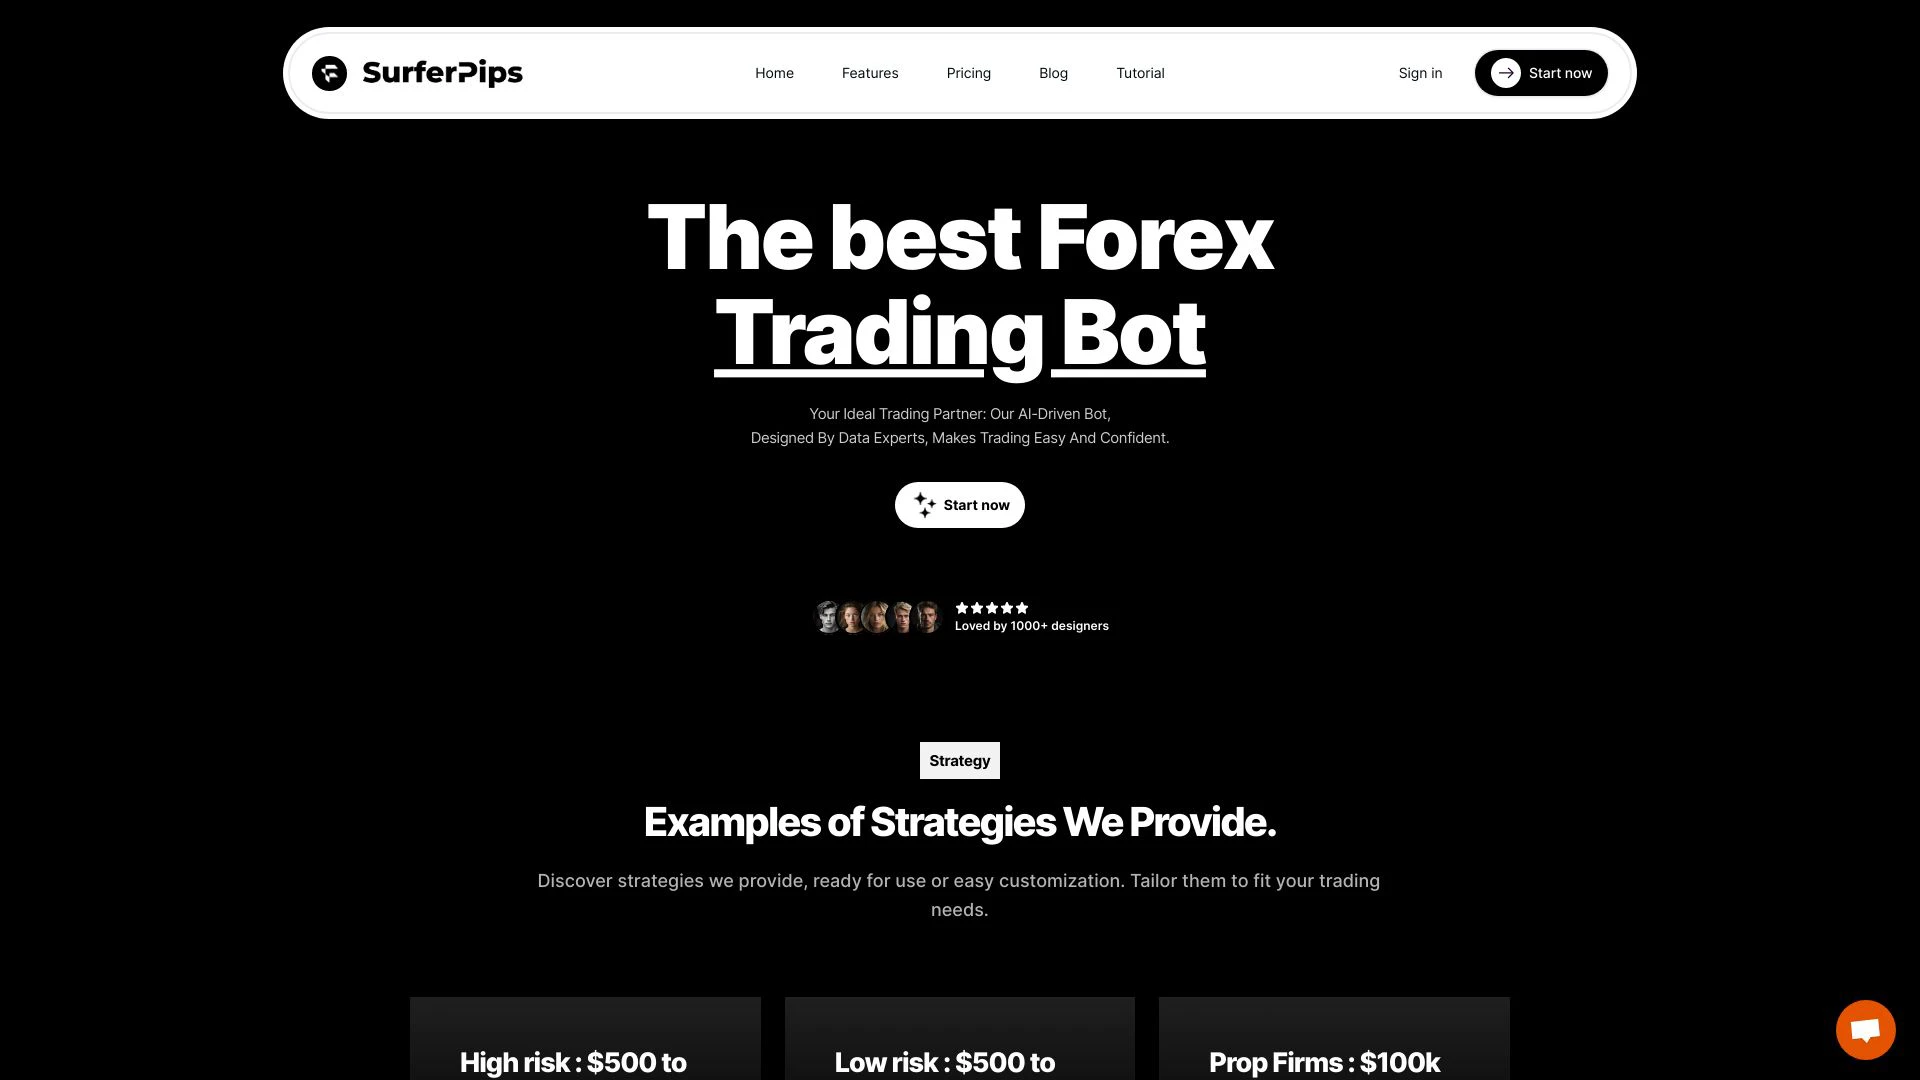 SurferPips
Home
Features
Pricing
Blog
Tutorial
Sign in
Start now
The best Forex
Trading Bot
Your Ideal Trading Partner: Our AI-Driven Bot,
Designed By Data Experts, Makes Trading Easy And Confident.
Start now
Loved by 1000+ designers
Strategy
Examples of Strategies We Provide.
Discover strategies we provide, ready for use or easy customization. Tailor them to fit your trading
needs.
High risk : $500 to
Low risk : $500 to
Prop Firms : $100k